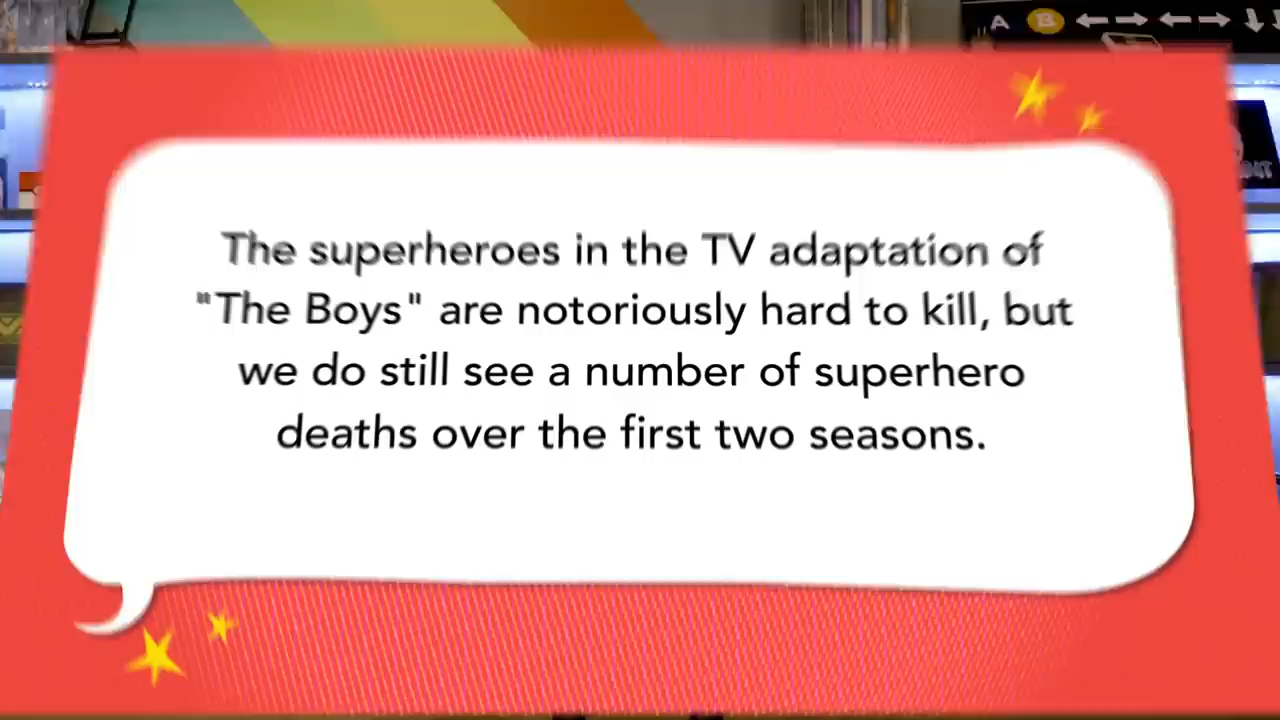 A B
The superheroes in the TV adaptation of
"The Boys" are notoriously hard to kill, but
we do still see a number of superhero
deaths over the first two seasons.